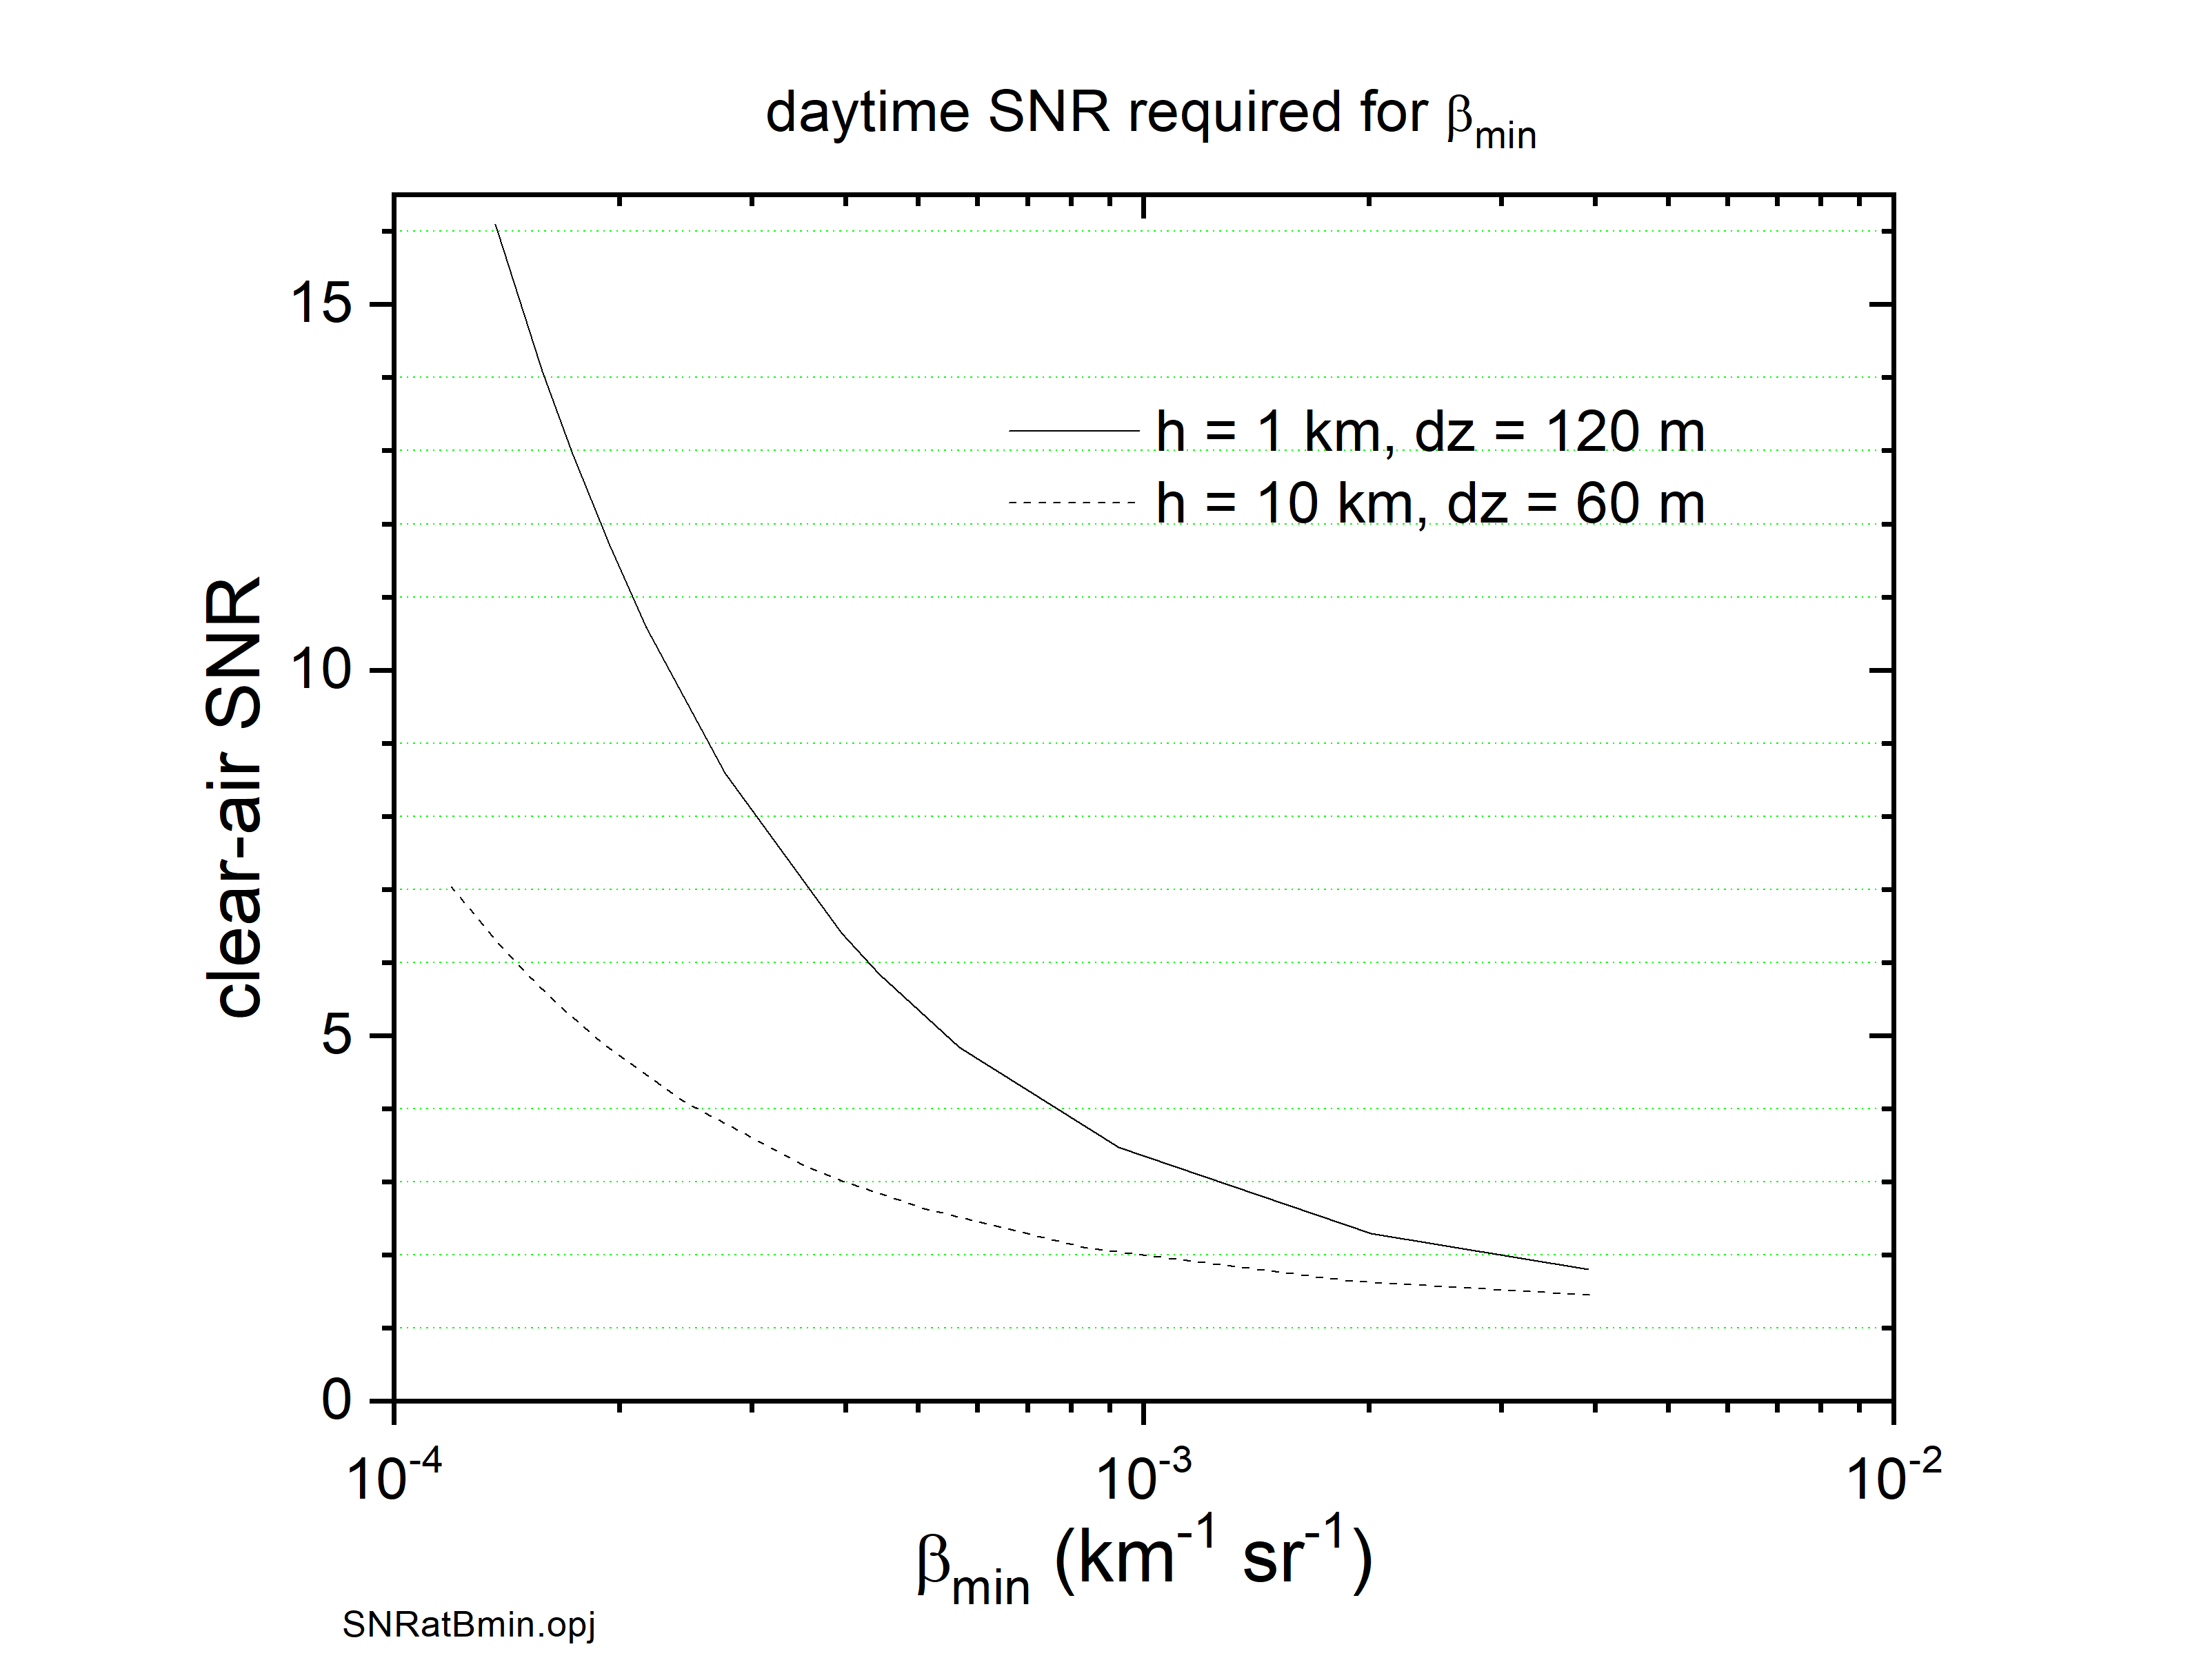 daytime SNR required for βmin
15
10
5
0
clear-air SNR
h = 1 km, dz = 120 m
h = 10 km, dz = 60 m
10-4 10-3 10-2
βmin (km-1 sr-1)
SNRatBmin.opj